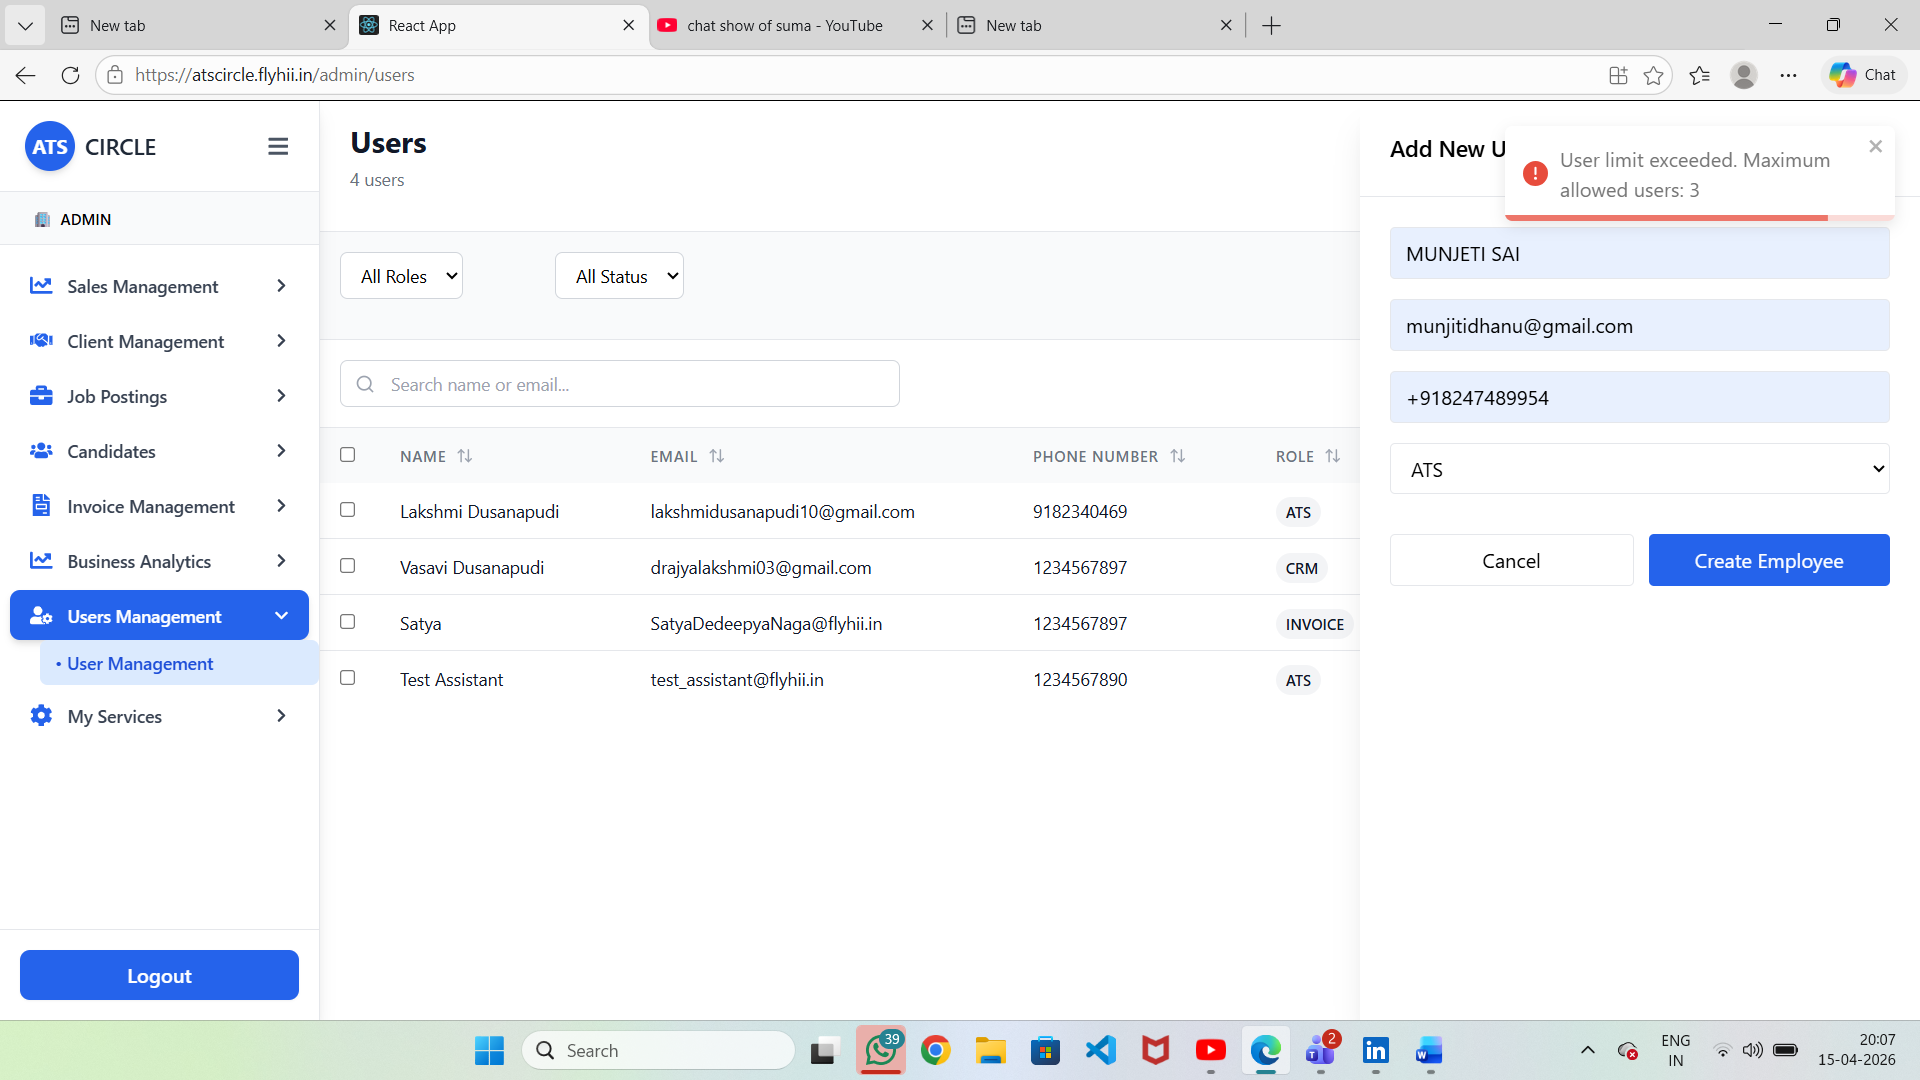 New tab
React App
chat show of suma - YouTube
New tab
https://atscircle.flyhii.in/admin/users
Chat
ATS CIRCLE
ADMIN
Sales Management
Client Management
Job Postings
Candidates
Invoice Management
Business Analytics
Users Management
• User Management
My Services
Logout
Users
4 users
All Roles
All Status
Search name or email...
NAME EMAIL PHONE NUMBER ROLE
Lakshmi Dusanapudi lakshmidusanapudi10@gmail.com 9182340469 ATS
Vasavi Dusanapudi drajyalakshmi03@gmail.com 1234567897 CRM
Satya SatyaDedeepyaNaga@flyhii.in 1234567897 INVOICE
Test Assistant test_assistant@flyhii.in 1234567890 ATS
Add New U
User limit exceeded. Maximum
allowed users: 3
MUNJETI SAI
munjitidhanu@gmail.com
+918247489954
ATS
Cancel
Create Employee
Search
39
2
ENG
IN
20:07
15-04-2026